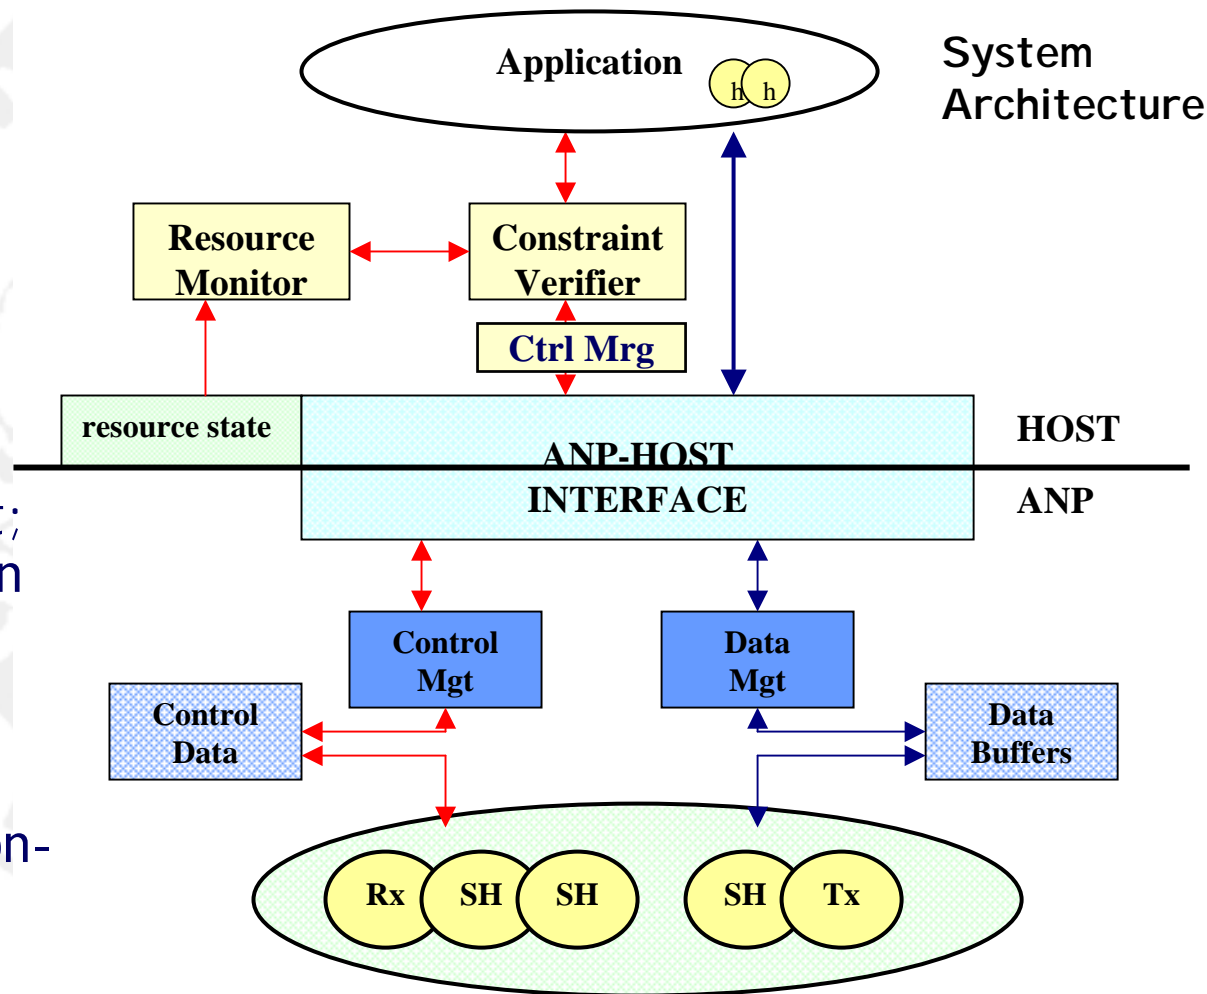 System
Architecture
Application
h h
Resource
Monitor
Constraint
Verifier
Ctrl Mrg
resource state
ANP-HOST
INTERFACE
HOST
ANP
Control
Mgt
Data
Mgt
Control
Data
Data
Buffers
Rx SH SH SH Tx